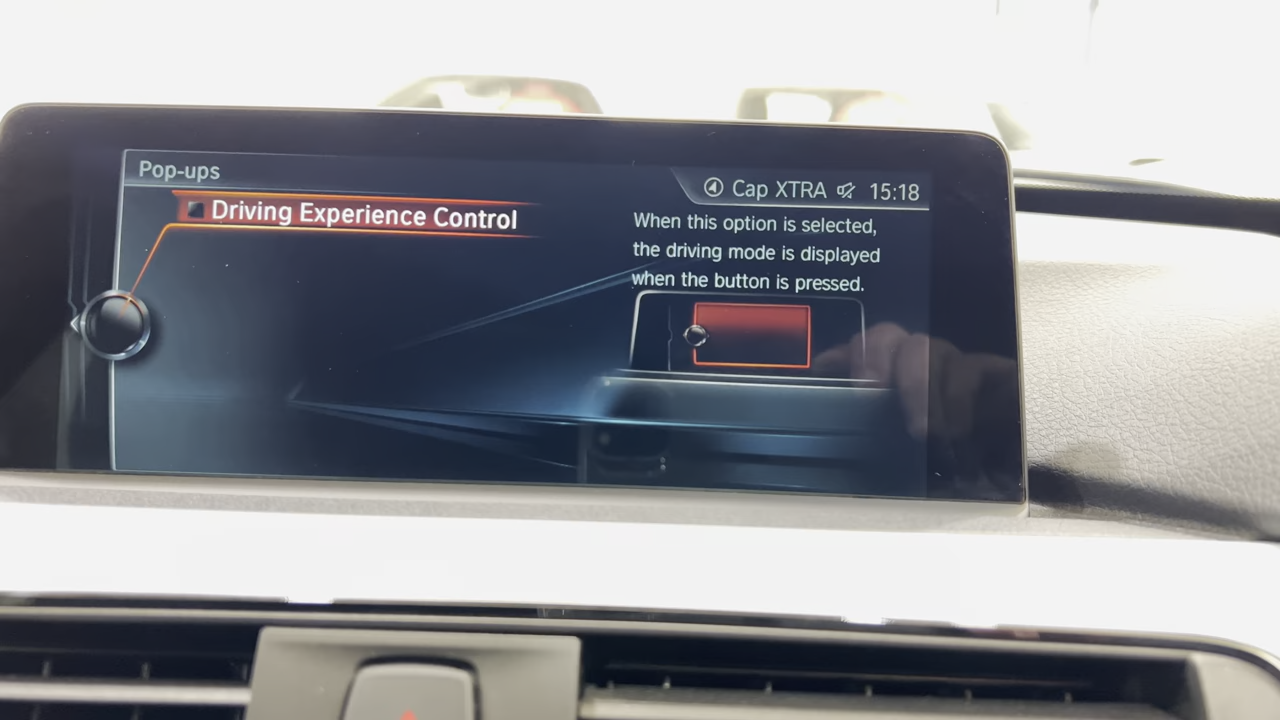 Pop-ups
Cap XTRA 15:18
Driving Experience Control
When this option is selected,
the driving mode is displayed
when the button is pressed.